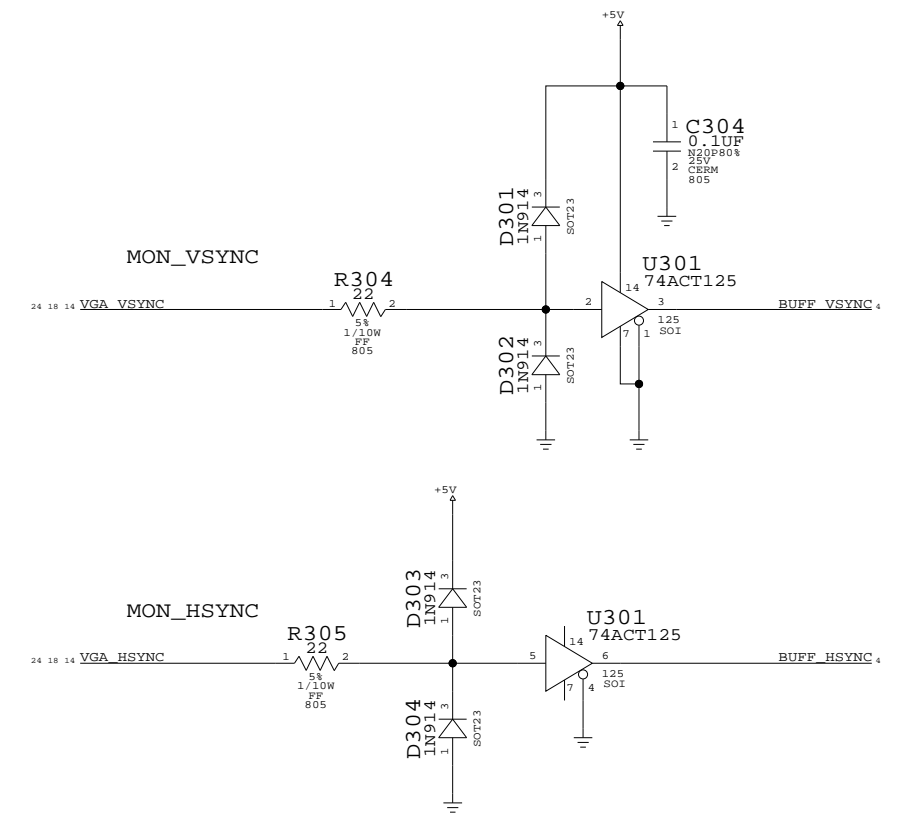 +5V
1 C304
0.1UF
N20P80%
25V
2 CERM
805
D301
1N914
3
1
SOT23
MON_VSYNC
R304
22
24 18 14 VGA_VSYNC 1 2
5%
1/10W
FF
805
U301
74ACT125
14
2 3 BUFF_VSYNC 4
125
SOI
7 1
D302
1N914
3
1
SOT23
+5V
D303
1N914
3
1
SOT23
MON_HSYNC
R305
22
24 18 14 VGA_HSYNC 1 2
5%
1/10W
FF
805
U301
74ACT125
14
5 6 BUFF_HSYNC 4
125
SOI
7 4
D304
1N914
3
1
SOT23